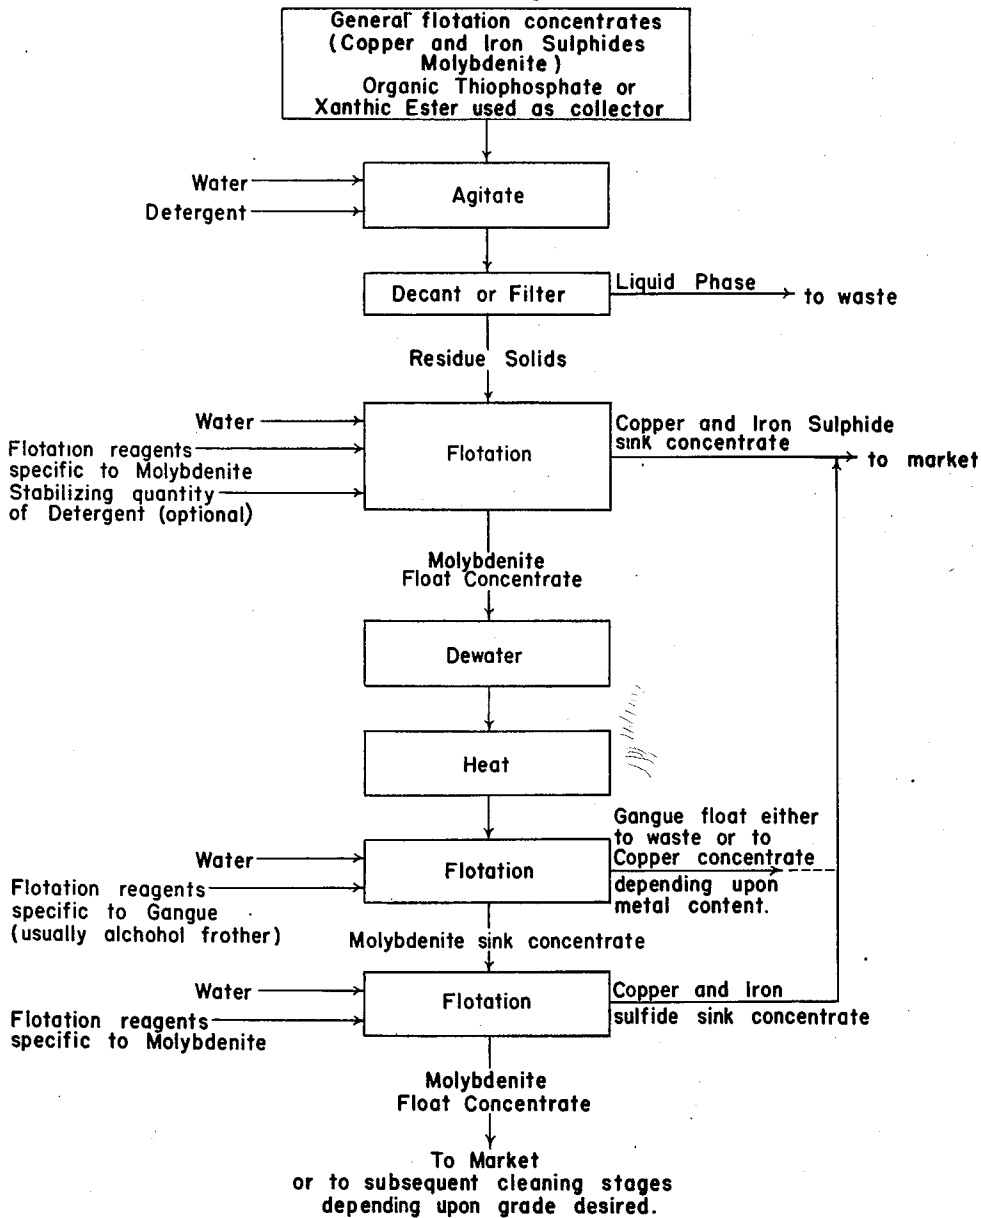 General flotation concentrates
(Copper and Iron Sulphides
Molybdenite)
Organic Thiophosphate or
Xanthic Ester used as collector
Water
Detergent
Agitate
Decant or Filter
Liquid Phase
to waste
Residue Solids
Water
Flotation reagents
specific to Molybdenite
Stabilizing quantity
of Detergent (optional)
Flotation
Copper and Iron Sulphide
sink concentrate
to market
Molybdenite
Float Concentrate
Dewater
Heat
Water
Flotation reagents
specific to Gangue
(usually alchohol frother)
Flotation
Gangue float either
to waste or to
Copper concentrate
depending upon
metal content.
Molybdenite sink concentrate
Water
Flotation reagents
specific to Molybdenite
Flotation
Copper and Iron
sulfide sink concentrate
Molybdenite
Float Concentrate
To Market
or to subsequent cleaning stages
depending upon grade desired.